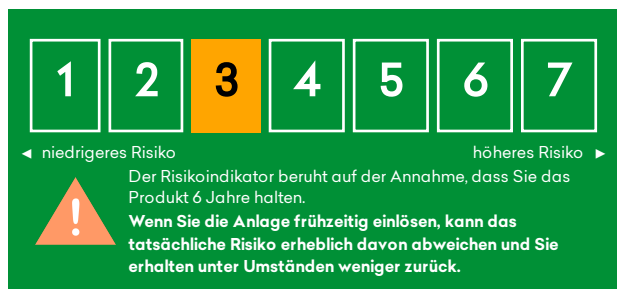 1 2 3 4 5 6 7
◄ niedrigeres Risiko höheres Risiko ►
Der Risikoindikator beruht auf der Annahme, dass Sie das
Produkt 6 Jahre halten.
Wenn Sie die Anlage frühzeitig einlösen, kann das
tatsächliche Risiko erheblich davon abweichen und Sie
erhalten unter Umständen weniger zurück.
!